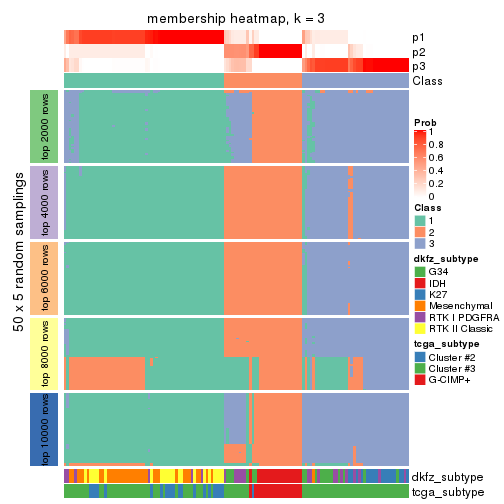 membership heatmap, k = 3
p1
p2
p3
Class
50 x 5 random samplings
top 2000 rows
top 4000 rows
top 6000 rows
top 8000 rows
top 10000 rows
dkfz_subtype
tcga_subtype
Prob
1
0.8
0.6
0.4
0.2
0
Class
1
2
3
dkfz_subtype
G34
IDH
K27
Mesenchymal
RTK I PDGFRA
RTK II Classic
tcga_subtype
Cluster #2
Cluster #3
G-CIMP+